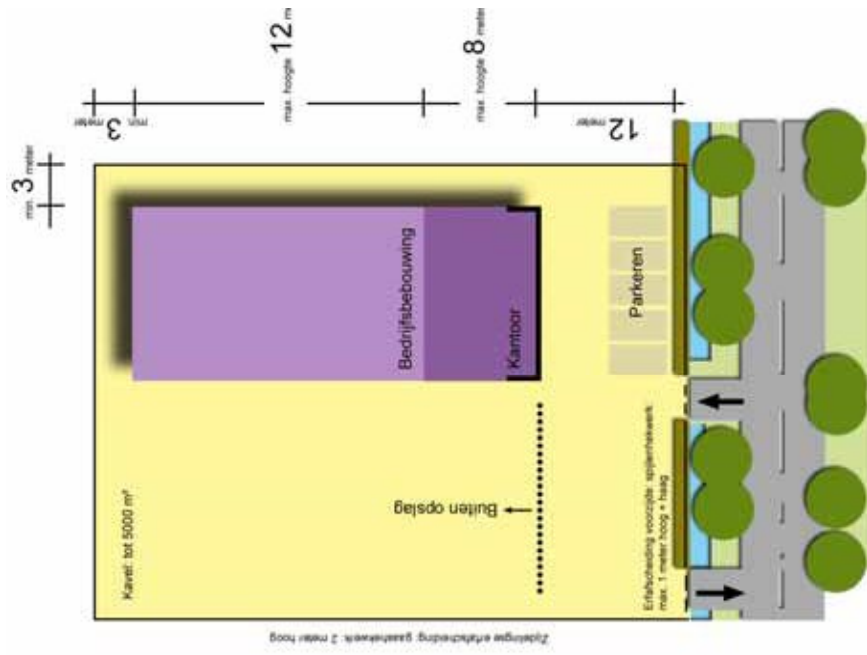 min. 3 meter
max. hoogte 12 m
max. hoogte 8 meter
12 meter
min. 3 meter
Bedrijfsbebouwing
Kantoor
Parkeren
Kavel: tot 5000 m²
Buiten opslag
Erfafscheiding voorzijde: spijlenhekwerk:
max. 1 meter hoog + haag
Zijdelingse erfafscheiding: gaashekwerk: 2 meter hoog